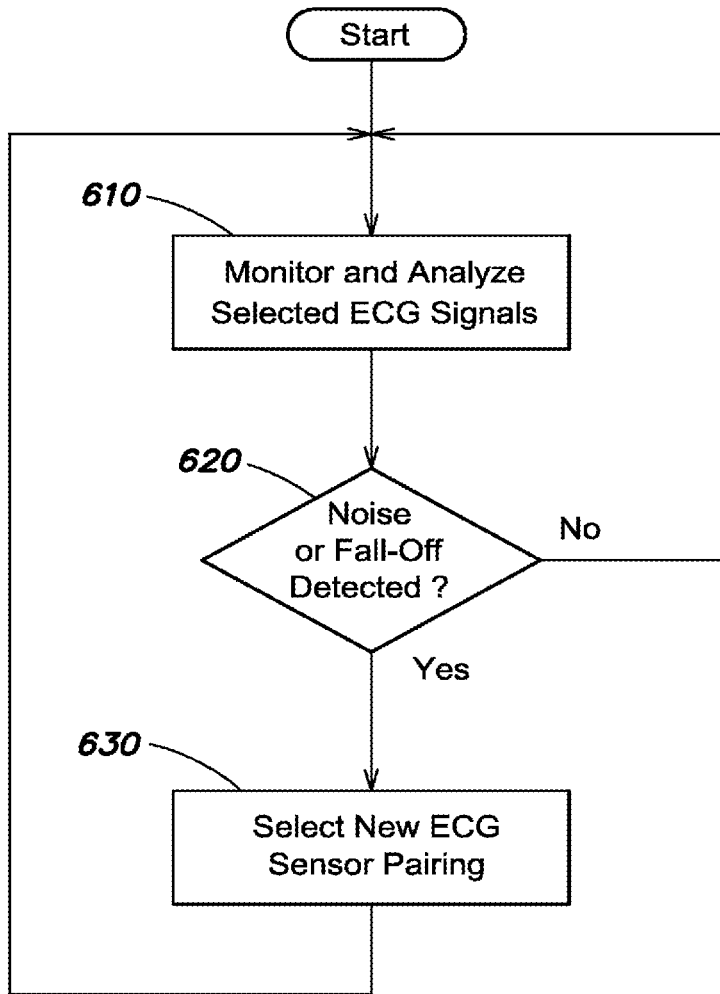 Start
610
Monitor and Analyze
Selected ECG Signals
620
Noise
or Fall-Off
Detected ?
No
Yes
630
Select New ECG
Sensor Pairing